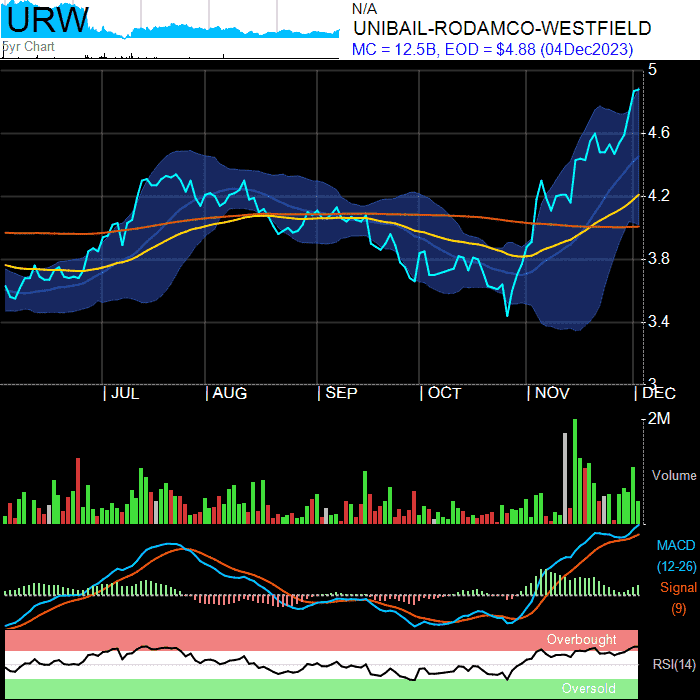 URW
5yr Chart
N/A
UNIBAIL-RODAMCO-WESTFIELD
MC = 12.5B, EOD = $4.88 (04Dec2023)
5
4.6
4.2
3.8
3.4
3
JUL
AUG
SEP
OCT
NOV
DEC
2M
Volume
MACD
(12-26)
Signal
(9)
Overbought
RSI(14)
Oversold